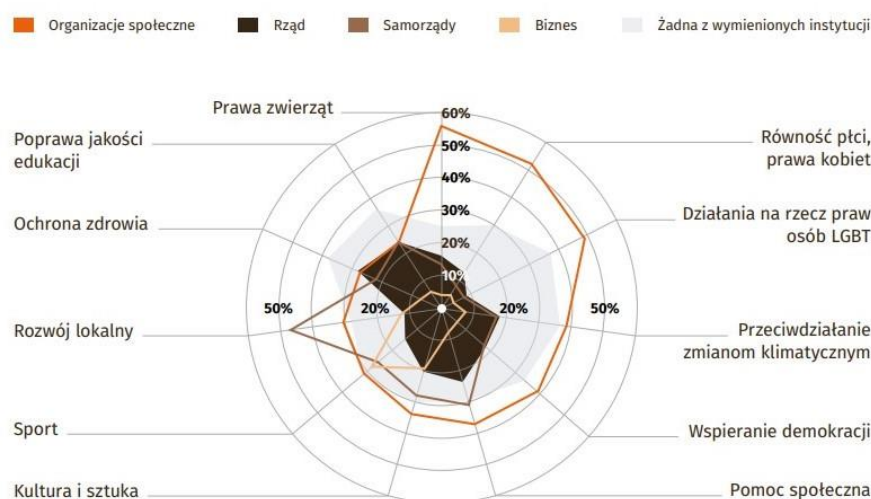 Organizacje społeczne
Rząd
Samorządy
Biznes
Żadna z wymienionych instytucji
Prawa zwierząt
60%
Poprawa jakości
edukacji
Równość płci,
prawa kobiet
50%
40%
Ochrona zdrowia
30%
Działania na rzecz praw
osób LGBT
20%
10%
50%
20%
20%
50%
Rozwój lokalny
Przeciwdziałanie
zmianom klimatycznym
Sport
Wspieranie demokracji
Kultura i sztuka
Pomoc społeczna